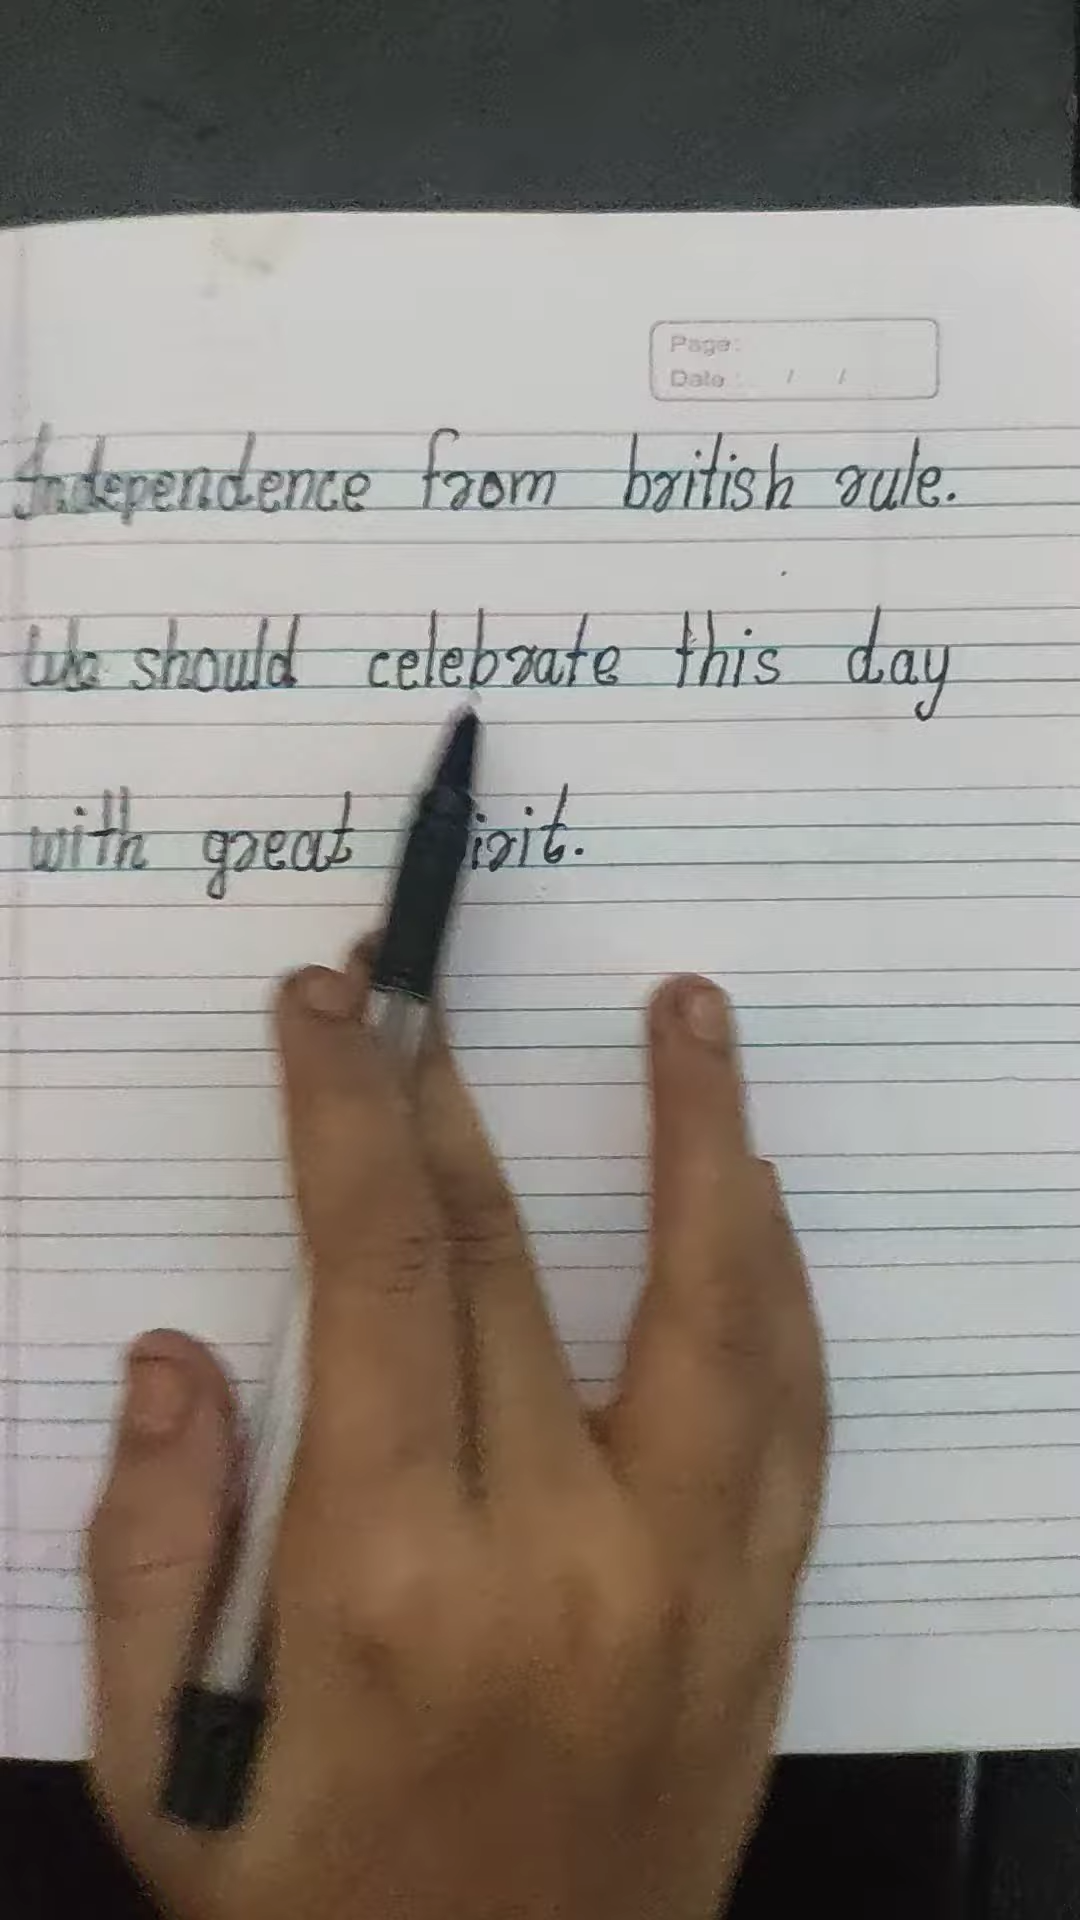 Page:
Date : / /
Independence from british rule.
We should celebrate this day
with great